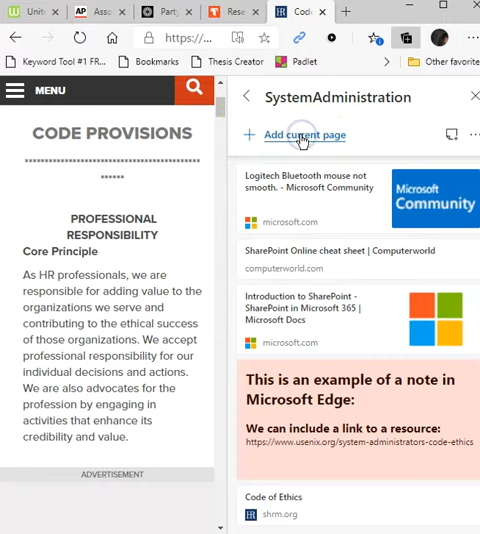 Unite
AP
Asso
Party
T
Rese
HR
Code
https://...
Keyword Tool #1 FR...
Bookmarks
Thesis Creator
Padlet
Other favorite
MENU
CODE PROVISIONS
******************************************
******
PROFESSIONAL
RESPONSIBILITY
Core Principle
As HR professionals, we are
responsible for adding value to the
organizations we serve and
contributing to the ethical success
of those organizations. We accept
professional responsibility for our
individual decisions and actions.
We are also advocates for the
profession by engaging in
activities that enhance its
credibility and value.
ADVERTISEMENT
SystemAdministration
Add current page
Logitech Bluetooth mouse not
smooth. - Microsoft Community
microsoft.com
Microsoft
Community
SharePoint Online cheat sheet | Computerworld
computerworld.com
Introduction to SharePoint -
SharePoint in Microsoft 365 |
Microsoft Docs
microsoft.com
This is an example of a note in
Microsoft Edge:
We can include a link to a resource:
https://www.usenix.org/system-administrators-code-ethics
Code of Ethics
HR
shrm.org